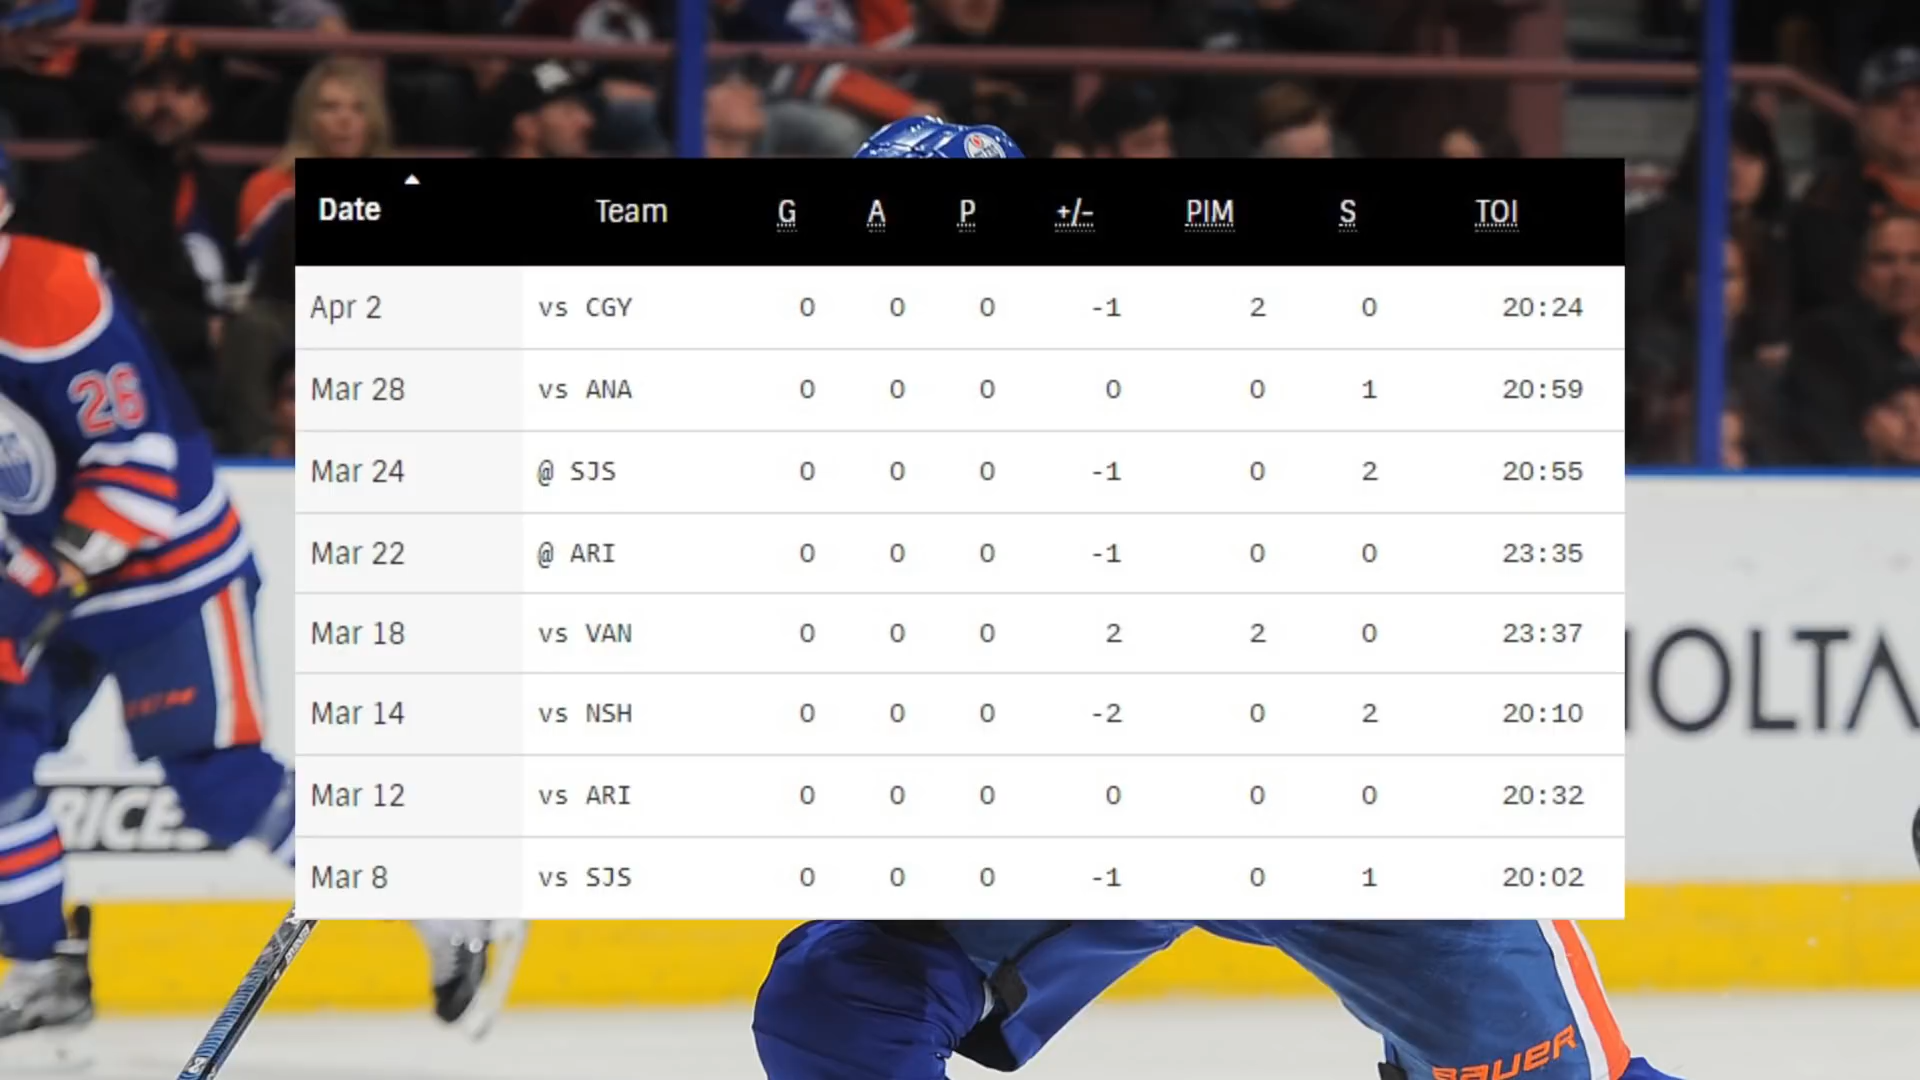 Date Team G A P +/- PIM S TOI
Apr 2 vs CGY 0 0 0 -1 2 0 20:24
Mar 28 vs ANA 0 0 0 0 0 1 20:59
Mar 24 @ SJS 0 0 0 -1 0 2 20:55
Mar 22 @ ARI 0 0 0 -1 0 0 23:35
Mar 18 vs VAN 0 0 0 2 2 0 23:37
Mar 14 vs NSH 0 0 0 -2 0 2 20:10
Mar 12 vs ARI 0 0 0 0 0 0 20:32
Mar 8 vs SJS 0 0 0 -1 0 1 20:02
26
BAUER